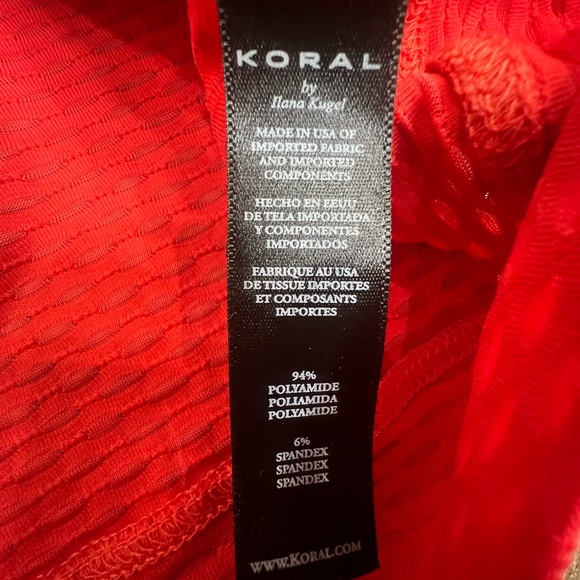 KORAL
by
Ilana Kugel
MADE IN USA OF
IMPORTED FABRIC
AND IMPORTED
COMPONENTS
HECHO EN EEUU
DE TELA IMPORTADA
Y COMPONENTES
IMPORTADOS
FABRIQUE AU USA
DE TISSUE IMPORTES
ET COMPOSANTS
IMPORTES
94%
POLYAMIDE
POLIAMIDA
POLYAMIDE
6%
SPANDEX
SPANDEX
SPANDEX
WWW.KORAL.COM